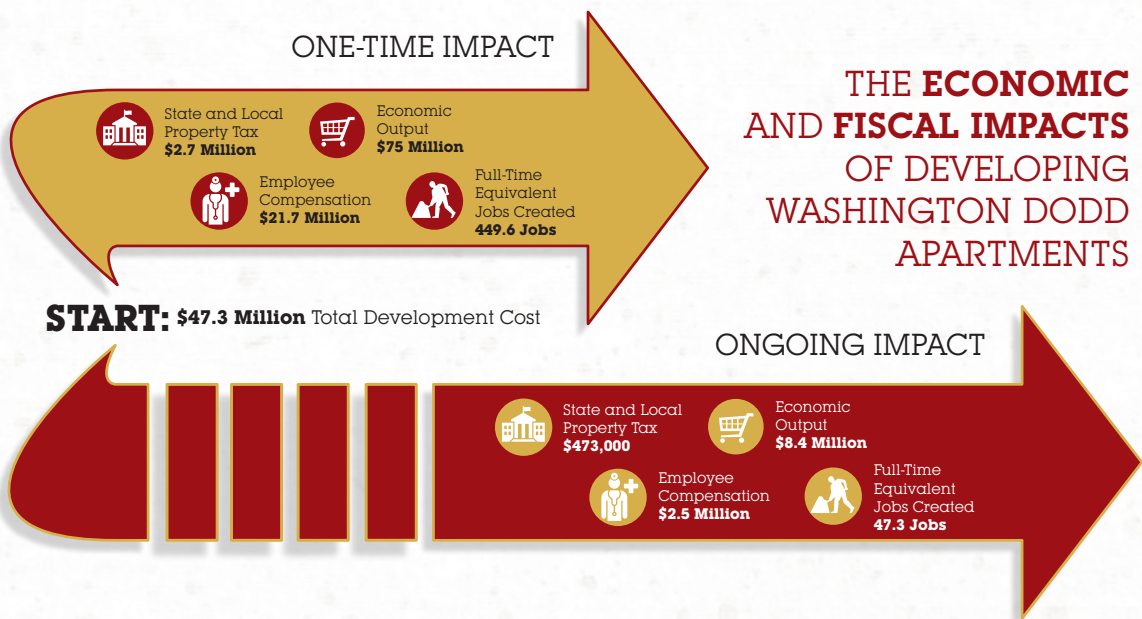 ONE-TIME IMPACT
State and Local
Property Tax
$2.7 Million
Economic
Output
$75 Million
Employee
Compensation
$21.7 Million
Full-Time
Equivalent
Jobs Created
449.6 Jobs
THE ECONOMIC
AND FISCAL IMPACTS
OF DEVELOPING
WASHINGTON DODD
APARTMENTS
START: $47.3 Million Total Development Cost
ONGOING IMPACT
State and Local
Property Tax
$473,000
Economic
Output
$8.4 Million
Employee
Compensation
$2.5 Million
Full-Time
Equivalent
Jobs Created
47.3 Jobs